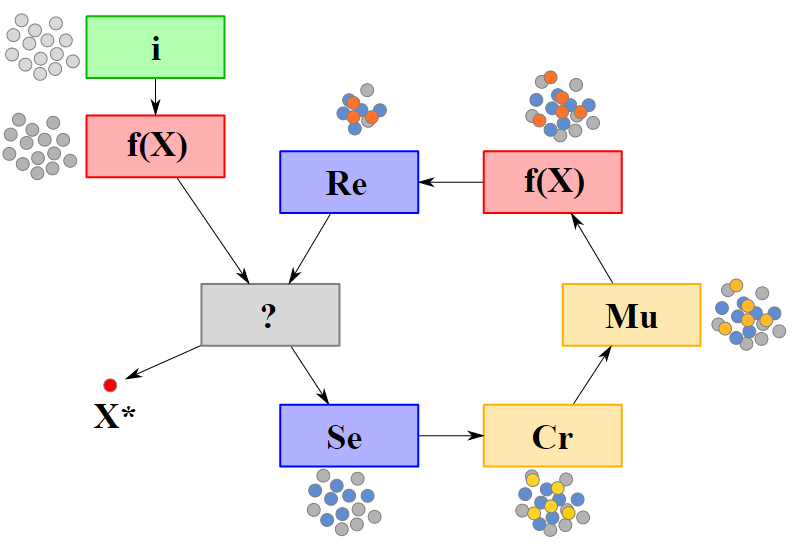 i
f(X)
Re
f(X)
?
Mu
X*
Se
Cr